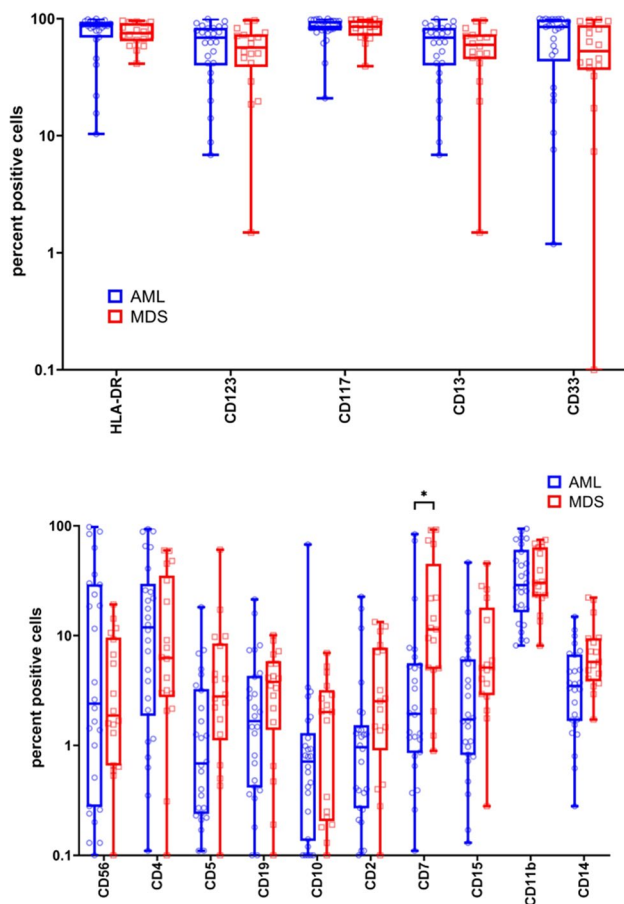 percent positive cells
100
10
1
0.1
AML
MDS
HLA-DR
CD123
CD117
CD13
CD33
AML
MDS
*
percent positive cells
100
10
1
0.1
CD56
CD4
CD5
CD19
CD10
CD2
CD7
CD15
CD11b
CD14